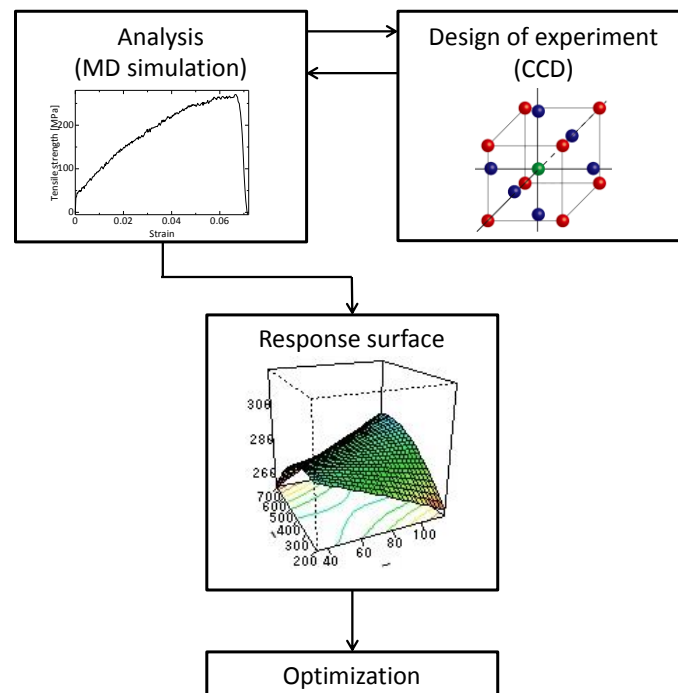 Analysis
(MD simulation)
Tensile strength [MPa]
200
100
0
0
0.02
0.04
0.06
Strain
Design of experiment
(CCD)
Response surface
300
280
260
700
600
500
400
300
200
40
60
80
100
Optimization